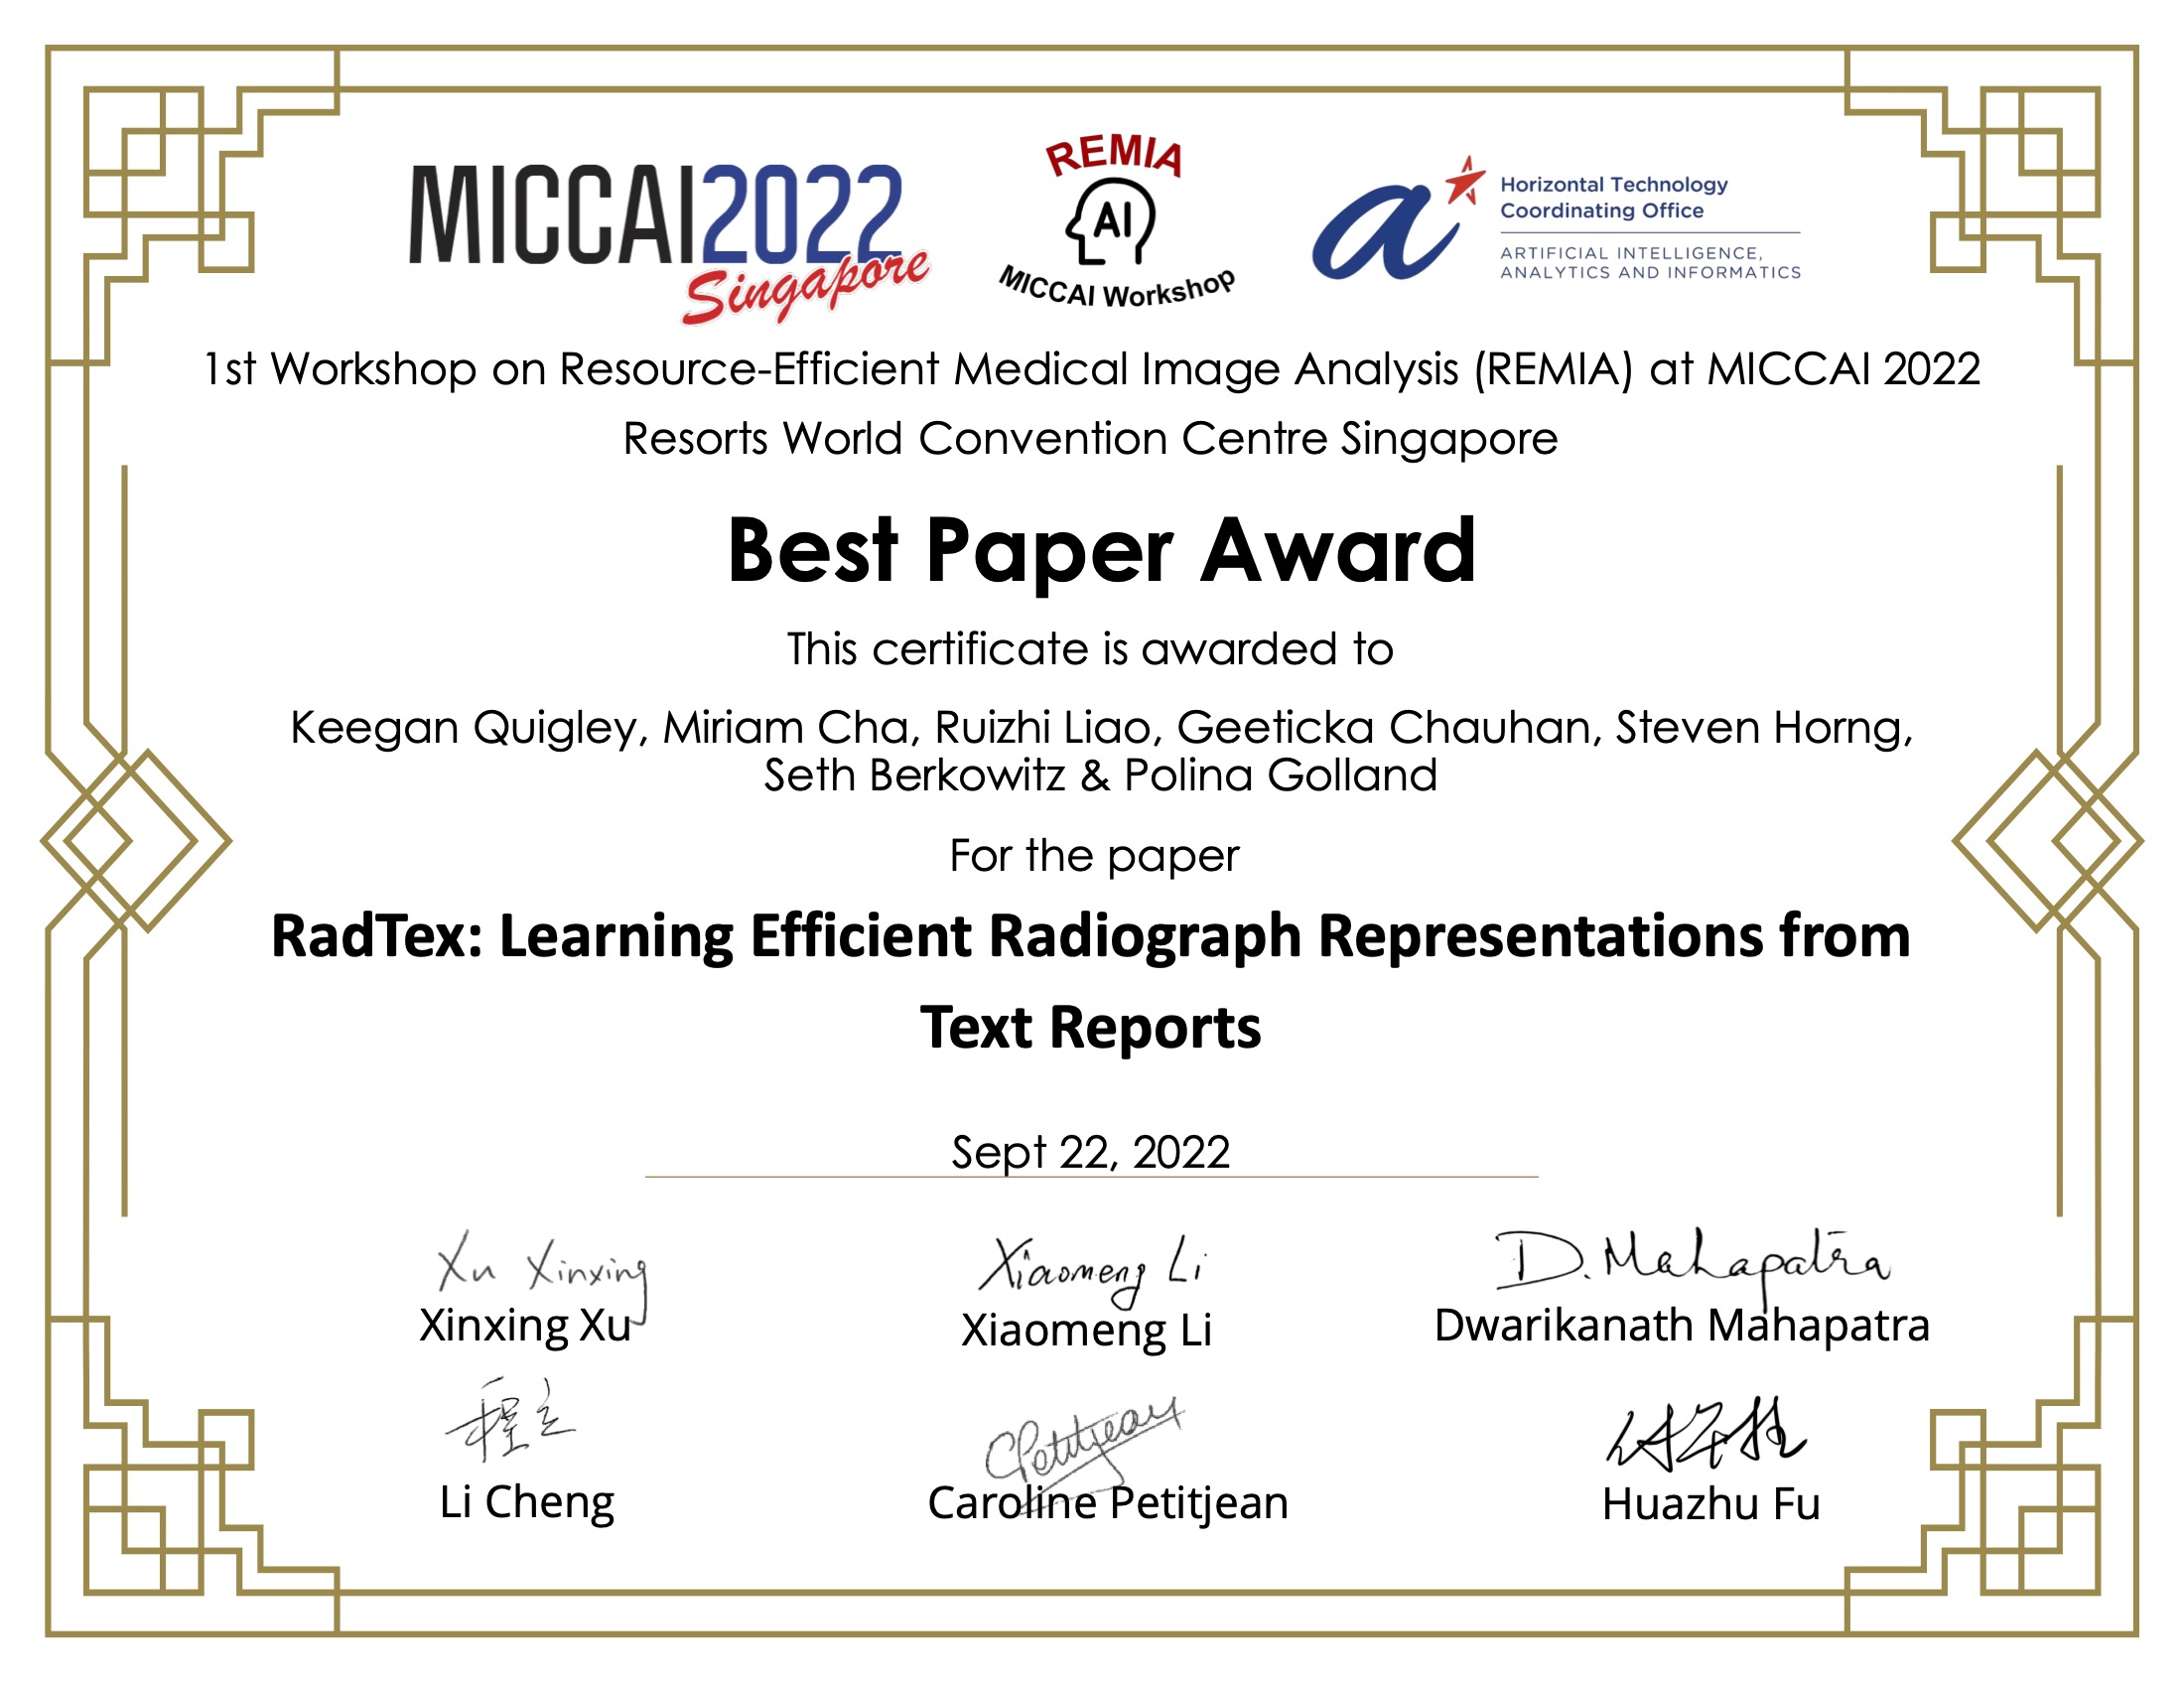 MICCAI2022
Singapore
REMIA
AI
MICCAI Workshop
a
Horizontal Technology
Coordinating Office
ARTIFICIAL INTELLIGENCE,
ANALYTICS AND INFORMATICS
1st Workshop on Resource-Efficient Medical Image Analysis (REMIA) at MICCAI 2022
Resorts World Convention Centre Singapore
Best Paper Award
This certificate is awarded to
Keegan Quigley, Miriam Cha, Ruizhi Liao, Geeticka Chauhan, Steven Horng,
Seth Berkowitz & Polina Golland
For the paper
RadTex: Learning Efficient Radiograph Representations from
Text Reports
Sept 22, 2022
Xu Xinxing
Xiaomeng Li
D. Mahapatra
Xinxing Xu
Xiaomeng Li
Dwarikanath Mahapatra
程立
CPetitjean
Li Cheng
Caroline Petitjean
Huazhu Fu